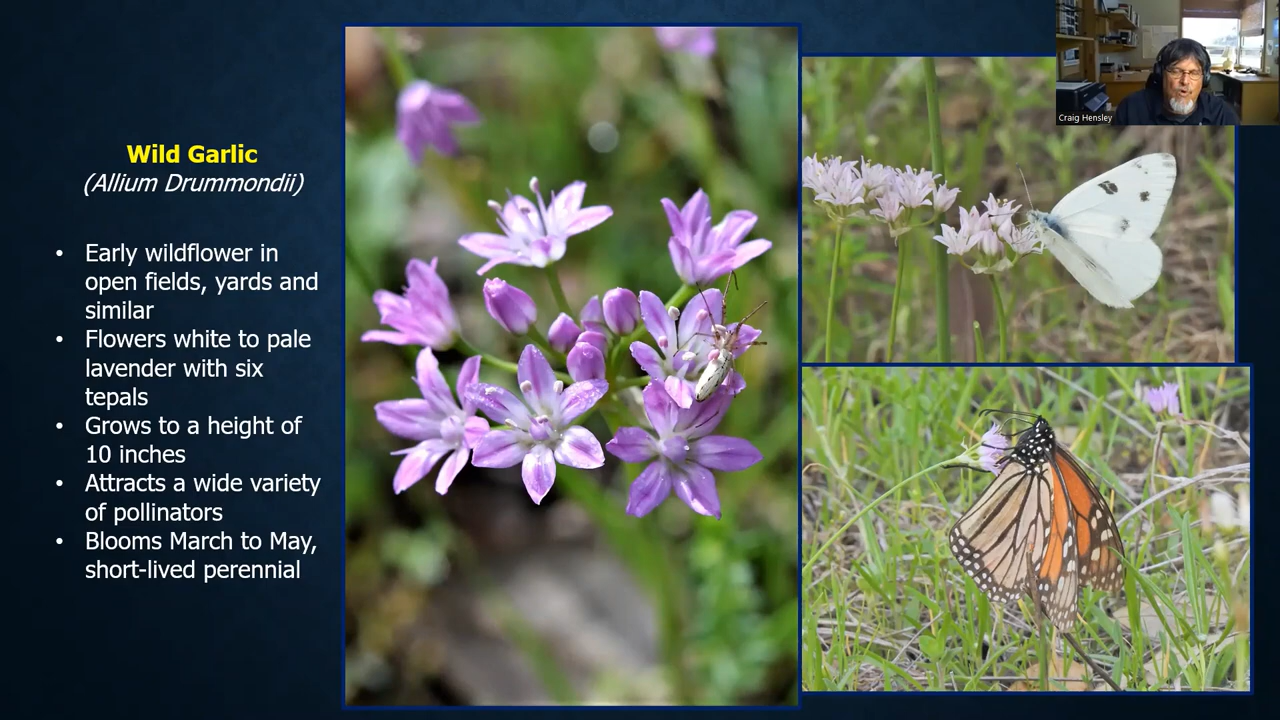 Wild Garlic
(Allium Drummondii)
• Early wildflower in
open fields, yards and
similar
• Flowers white to pale
lavender with six
tepals
• Grows to a height of
10 inches
• Attracts a wide variety
of pollinators
• Blooms March to May,
short-lived perennial
Craig Hensley